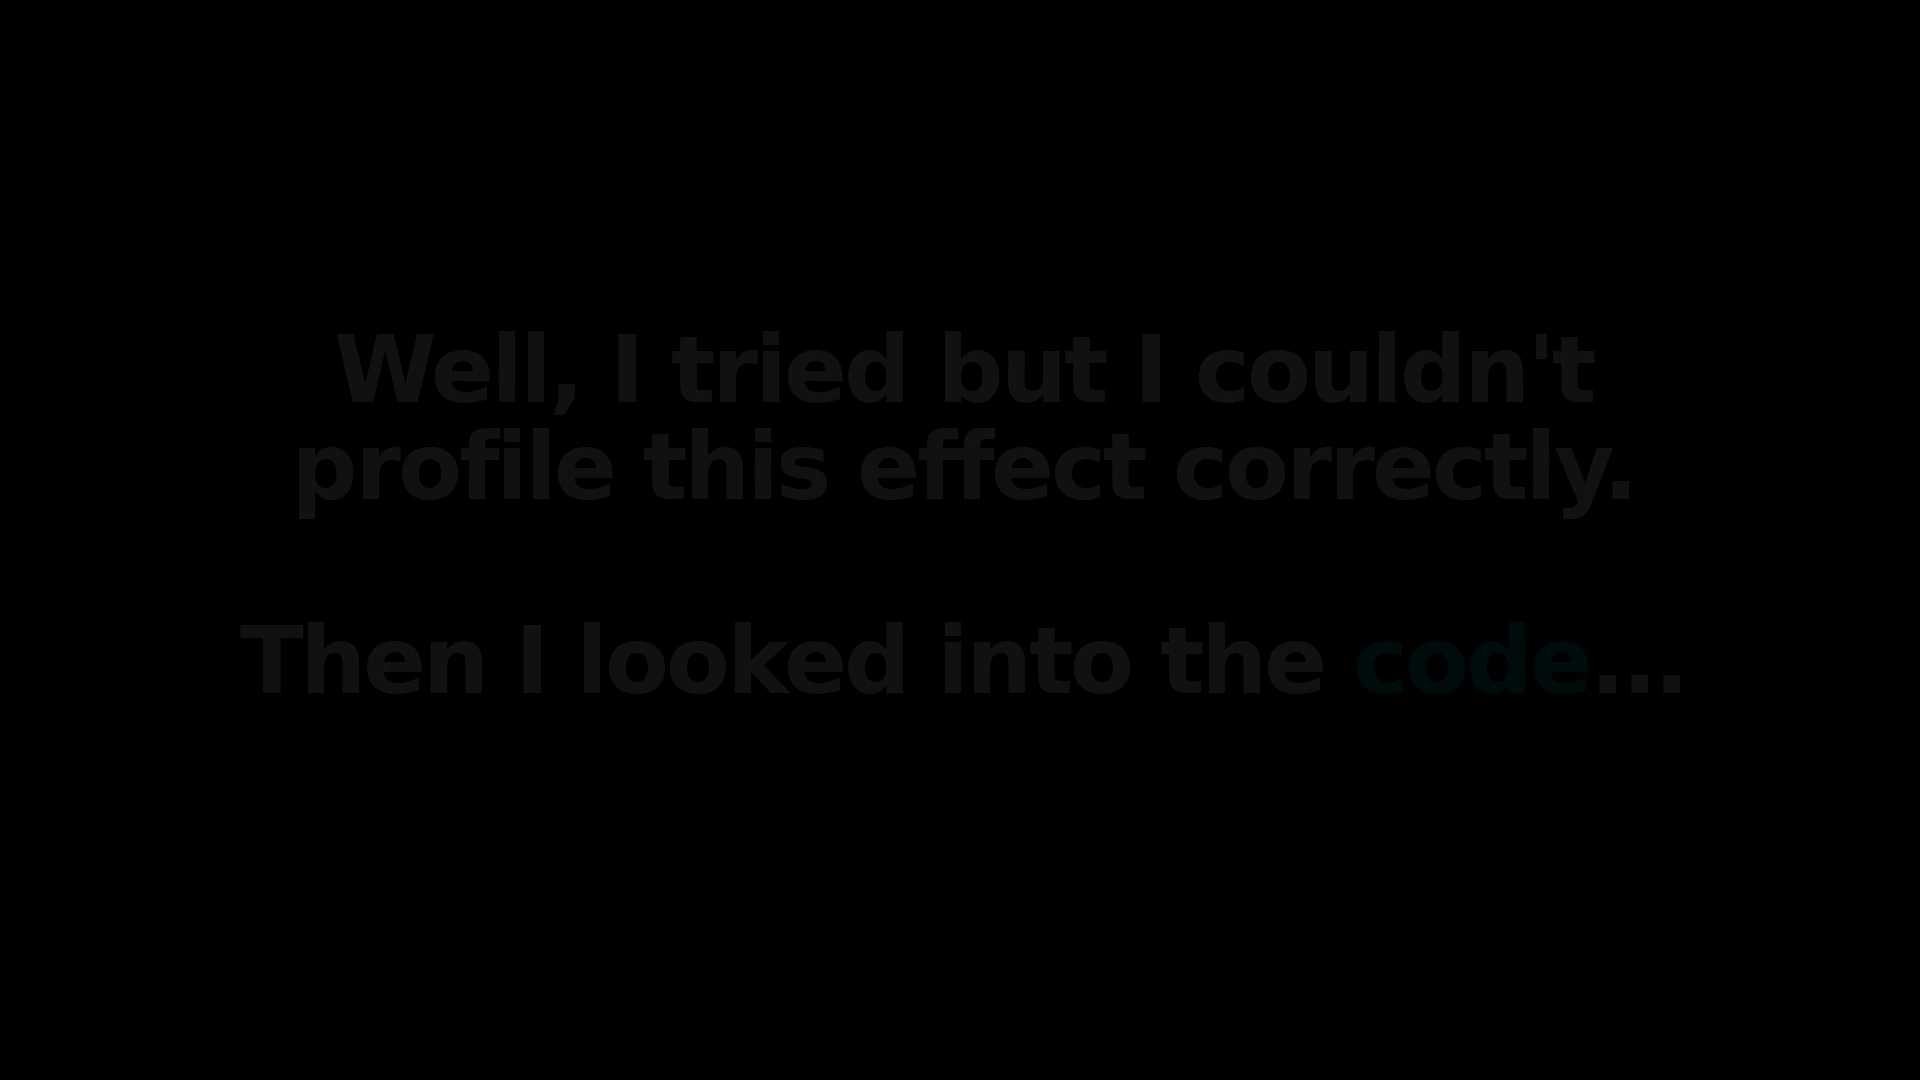 Well, I tried but I couldn't
profile this effect correctly.
Then I looked into the code...